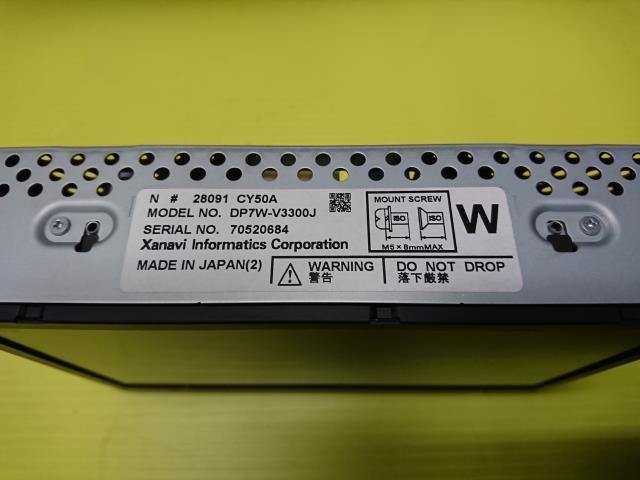 N # 28091 CY50A
MODEL NO. DP7W-V3300J
SERIAL NO. 70520684
Xanavi Informatics Corporation
MADE IN JAPAN(2)
MOUNT SCREW
ISO ISO
M5×8mmMAX
W
WARNING
警告
DO NOT DROP
落下厳禁